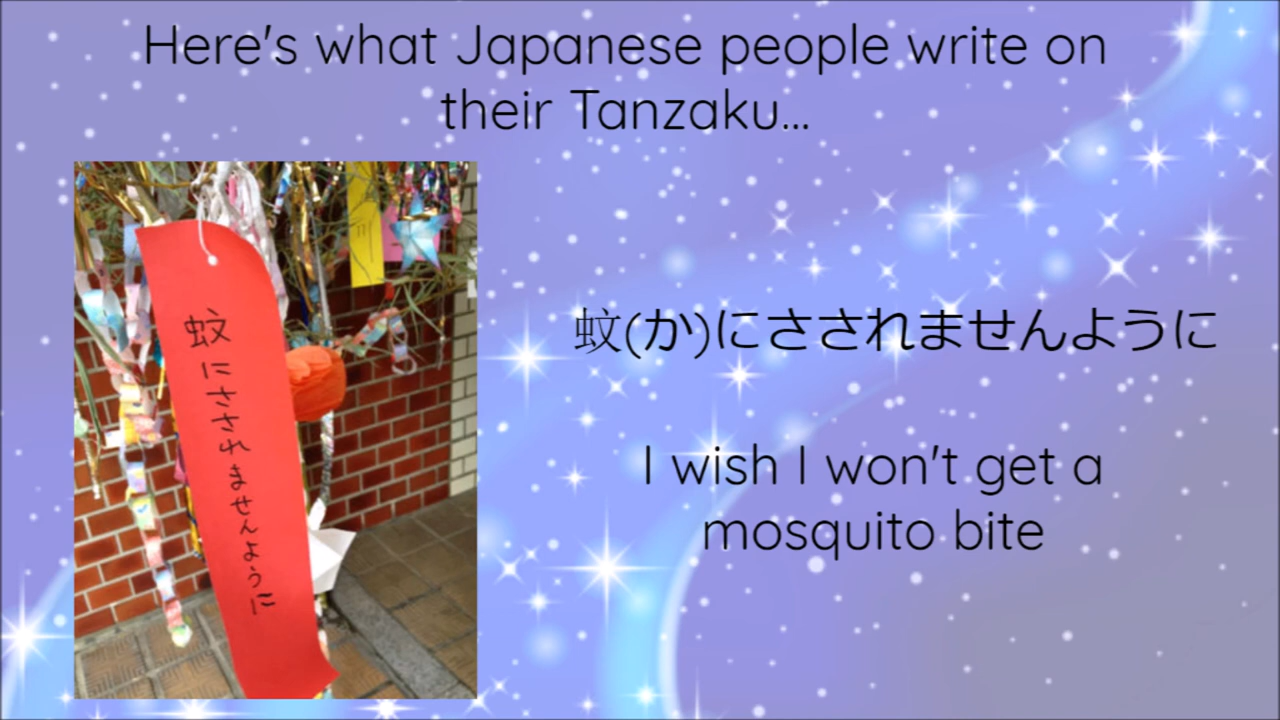 Here's what Japanese people write on
their Tanzaku...
蚊にさされませんように
蚊(か)にさされませんように
I wish I won't get a
mosquito bite